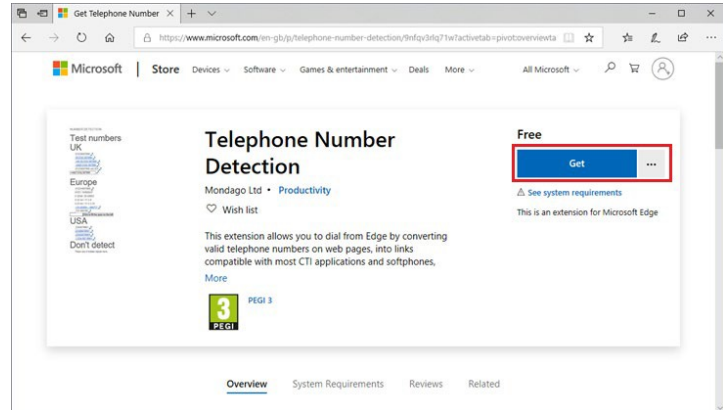 Get Telephone Number
https://www.microsoft.com/en-gb/p/telephone-number-detection/9nfqv3rlq71w?activetab=pivot:overviewta
Microsoft | Store Devices Software Games & entertainment Deals More All Microsoft
Test numbers
UK
Europe
USA
Don't detect
Telephone Number
Detection
Mondago Ltd • Productivity
Wish list
This extension allows you to dial from Edge by converting
valid telephone numbers on web pages, into links
compatible with most CTI applications and softphones,
More
3
PEGI
PEGI 3
Free
Get ...
See system requirements
This is an extension for Microsoft Edge
Overview System Requirements Reviews Related